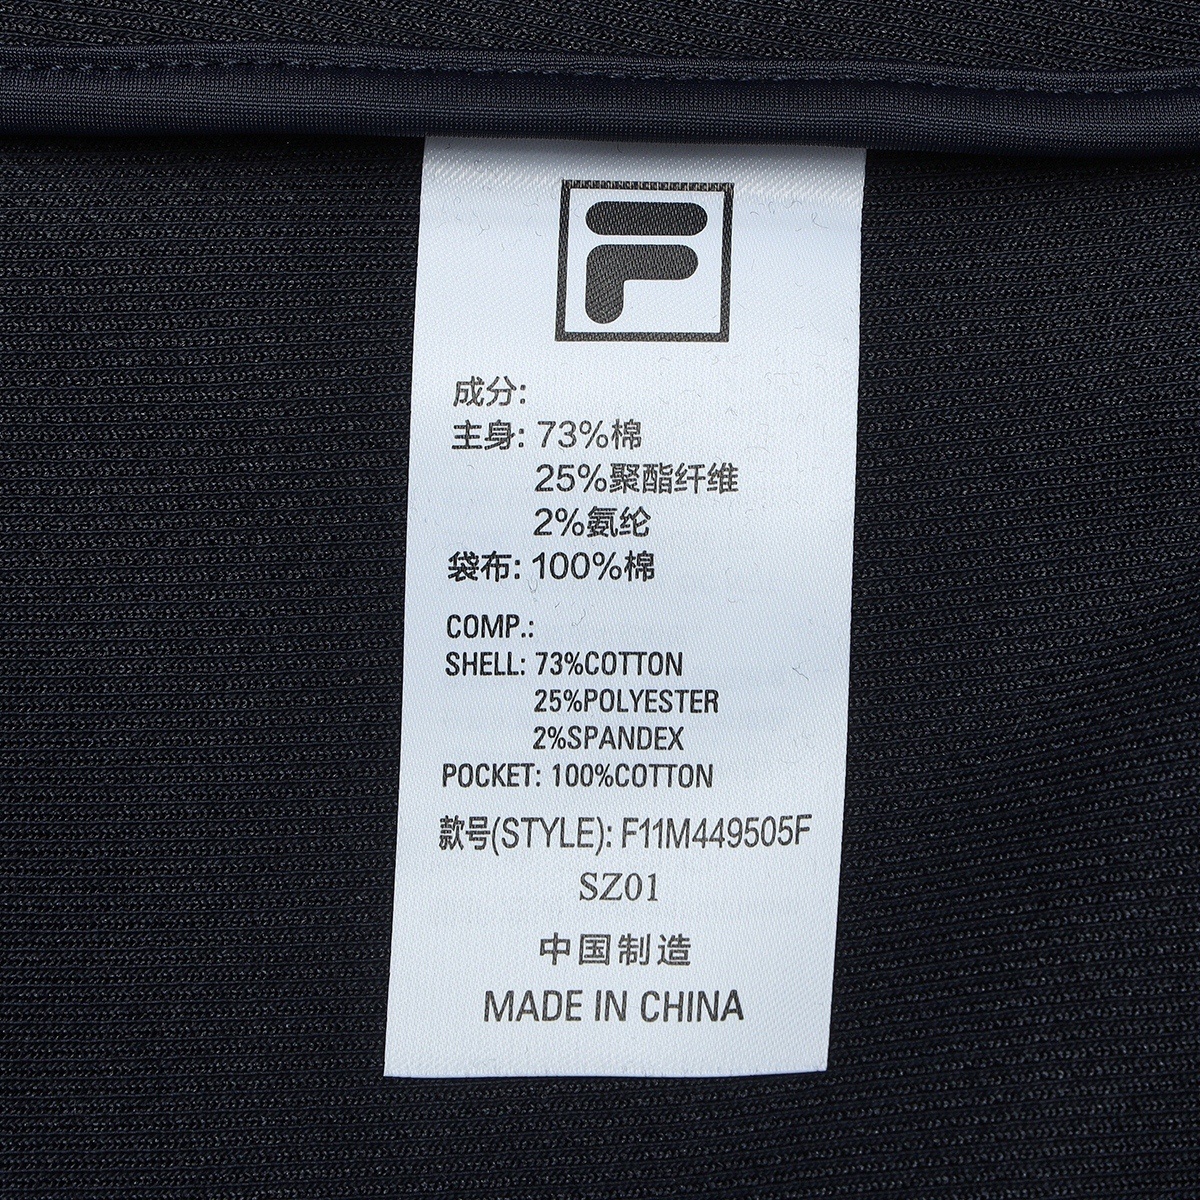 F
成分:
主身: 73%棉
25%聚酯纤维
2%氨纶
袋布: 100%棉
COMP.:
SHELL: 73%COTTON
25%POLYESTER
2%SPANDEX
POCKET: 100%COTTON
款号(STYLE): F11M449505F
SZ01
中国制造
MADE IN CHINA